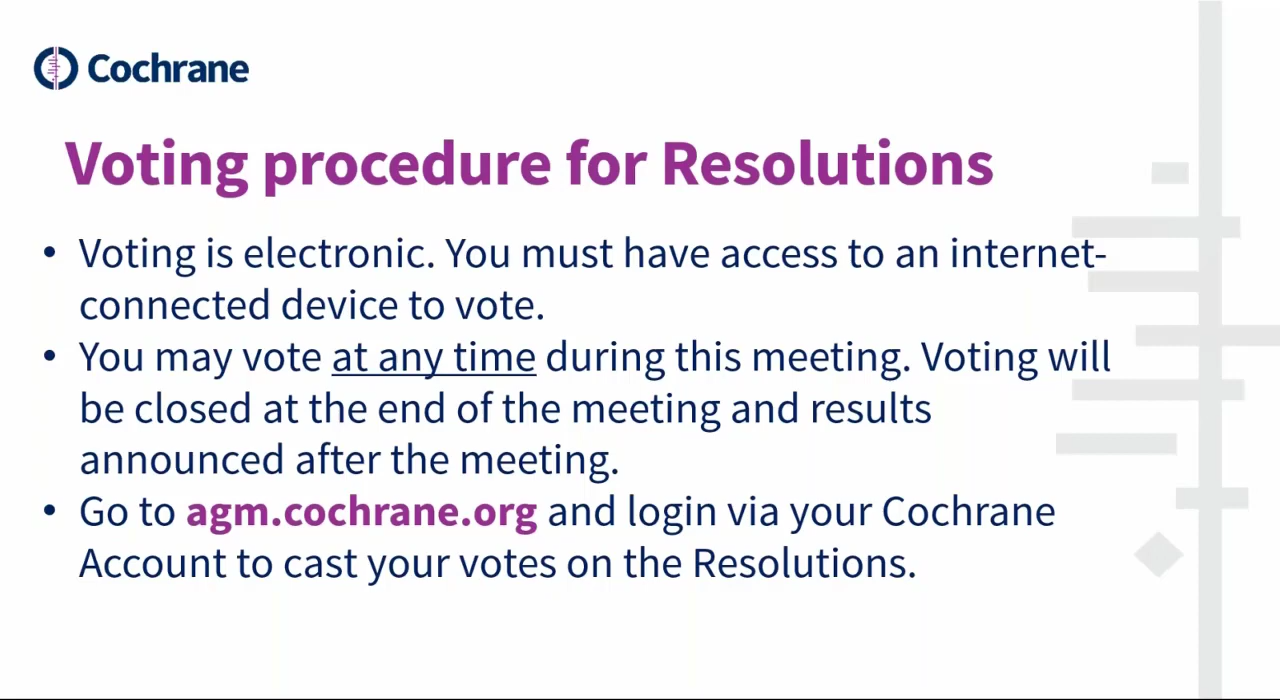 Cochrane
Voting procedure for Resolutions
• Voting is electronic. You must have access to an internet-
connected device to vote.
• You may vote at any time during this meeting. Voting will
be closed at the end of the meeting and results
announced after the meeting.
• Go to agm.cochrane.org and login via your Cochrane
Account to cast your votes on the Resolutions.